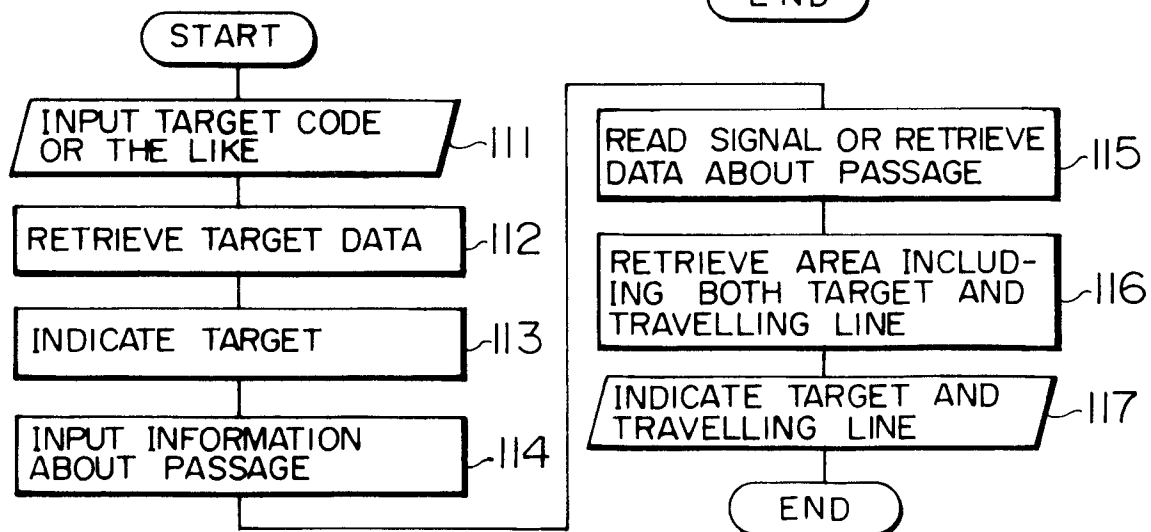 END
START
INPUT TARGET CODE
OR THE LIKE
111
RETRIEVE TARGET DATA
112
INDICATE TARGET
113
INPUT INFORMATION
ABOUT PASSAGE
114
READ SIGNAL OR RETRIEVE
DATA ABOUT PASSAGE
115
RETRIEVE AREA INCLUD-
ING BOTH TARGET AND
TRAVELLING LINE
116
INDICATE TARGET AND
TRAVELLING LINE
117
END